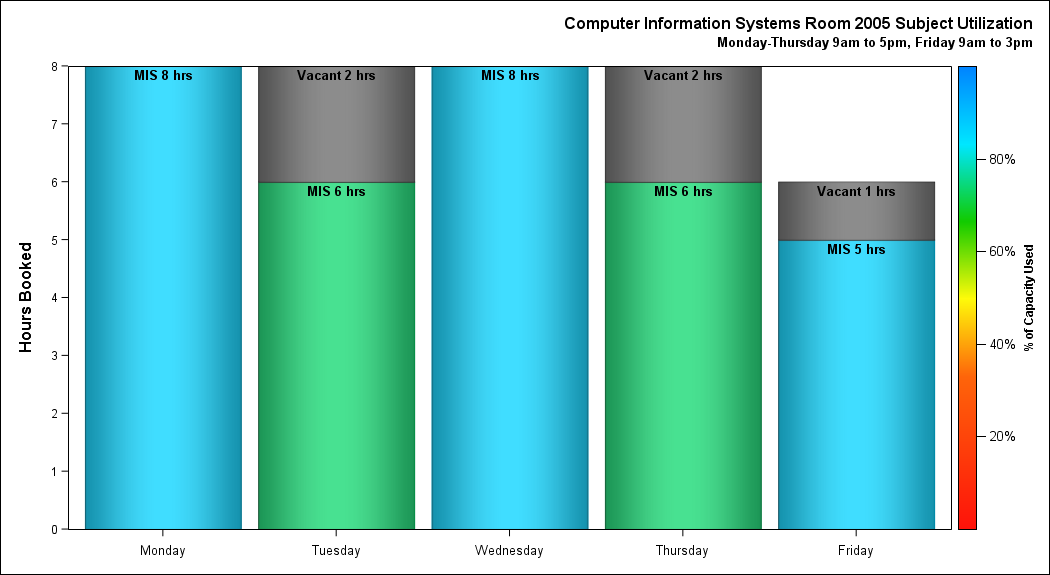 Computer Information Systems Room 2005 Subject Utilization
Monday-Thursday 9am to 5pm, Friday 9am to 3pm
Hours Booked
8
7
6
5
4
3
2
1
0
MIS 8 hrs
Vacant 2 hrs
MIS 6 hrs
MIS 8 hrs
Vacant 2 hrs
MIS 6 hrs
Vacant 1 hrs
MIS 5 hrs
Monday
Tuesday
Wednesday
Thursday
Friday
80%
60%
40%
20%
% of Capacity Used